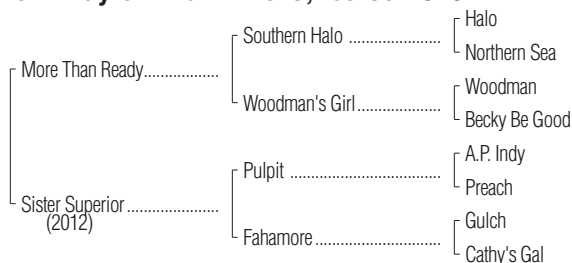 Halo
Southern Halo
Northern Sea
More Than Ready
Woodman
Woodman's Girl
Becky Be Good
A.P. Indy
Pulpit
Preach
Sister Superior
(2012)
Gulch
Fahamore
Cathy's Gal